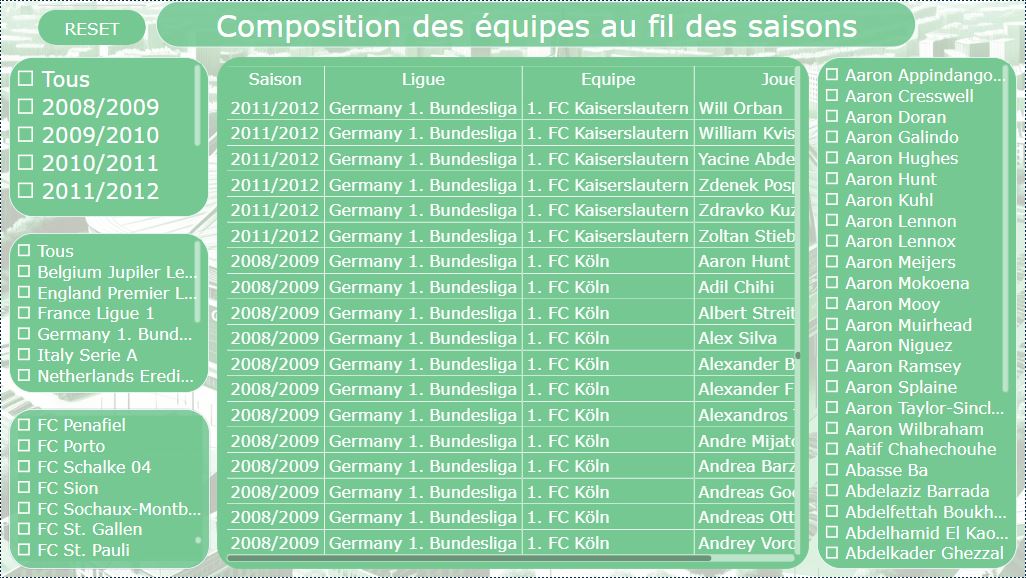 RESET
Composition des équipes au fil des saisons
Tous
2008/2009
2009/2010
2010/2011
2011/2012
Tous
Belgium Jupiler Le...
England Premier L...
France Ligue 1
Germany 1. Bund...
Italy Serie A
Netherlands Eredi...
FC Penafiel
FC Porto
FC Schalke 04
FC Sion
FC Sochaux-Montb...
FC St. Gallen
FC St. Pauli
Saison Ligue Equipe Joue
2011/2012 Germany 1. Bundesliga 1. FC Kaiserslautern Will Orban
2011/2012 Germany 1. Bundesliga 1. FC Kaiserslautern William Kvis
2011/2012 Germany 1. Bundesliga 1. FC Kaiserslautern Yacine Abde
2011/2012 Germany 1. Bundesliga 1. FC Kaiserslautern Zdenek Posp
2011/2012 Germany 1. Bundesliga 1. FC Kaiserslautern Zdravko Kuz
2011/2012 Germany 1. Bundesliga 1. FC Kaiserslautern Zoltan Stieb
2008/2009 Germany 1. Bundesliga 1. FC Köln Aaron Hunt
2008/2009 Germany 1. Bundesliga 1. FC Köln Adil Chihi
2008/2009 Germany 1. Bundesliga 1. FC Köln Albert Streit
2008/2009 Germany 1. Bundesliga 1. FC Köln Alex Silva
2008/2009 Germany 1. Bundesliga 1. FC Köln Alexander B
2008/2009 Germany 1. Bundesliga 1. FC Köln Alexander F
2008/2009 Germany 1. Bundesliga 1. FC Köln Alexandros
2008/2009 Germany 1. Bundesliga 1. FC Köln Andre Mijat
2008/2009 Germany 1. Bundesliga 1. FC Köln Andrea Barz
2008/2009 Germany 1. Bundesliga 1. FC Köln Andreas Goo
2008/2009 Germany 1. Bundesliga 1. FC Köln Andreas Ott
2008/2009 Germany 1. Bundesliga 1. FC Köln Andrey Voro
Aaron Appindango...
Aaron Cresswell
Aaron Doran
Aaron Galindo
Aaron Hughes
Aaron Hunt
Aaron Kuhl
Aaron Lennon
Aaron Lennox
Aaron Meijers
Aaron Mokoena
Aaron Mooy
Aaron Muirhead
Aaron Niguez
Aaron Ramsey
Aaron Splaine
Aaron Taylor-Sincl...
Aaron Wilbraham
Aatif Chahechouhe
Abasse Ba
Abdelaziz Barrada
Abdelfettah Boukh...
Abdelhamid El Kao...
Abdelkader Ghezzal